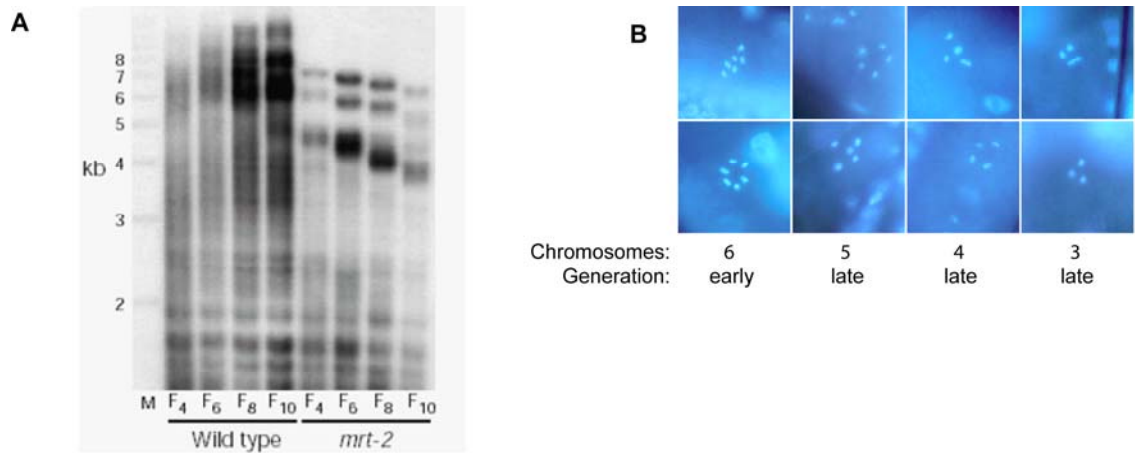 A
8
7
6
5
kb 4
3
2
M F4 F6 F8 F10 F4 F6 F8 F10
Wild type mrt-2
B
Chromosomes: 6 5 4 3
Generation: early late late late